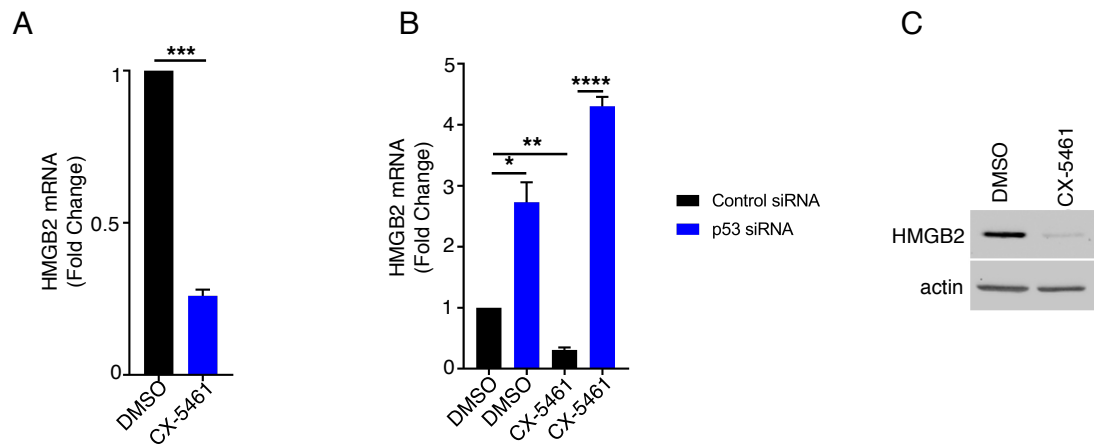 A
***
1
0.5
0
HMGB2 mRNA
(Fold Change)
DMSO
CX-5461
B
****
**
*
5
4
3
2
1
0
HMGB2 mRNA
(Fold Change)
DMSO
DMSO
CX-5461
CX-5461
Control siRNA
p53 siRNA
C
DMSO
CX-5461
HMGB2
actin